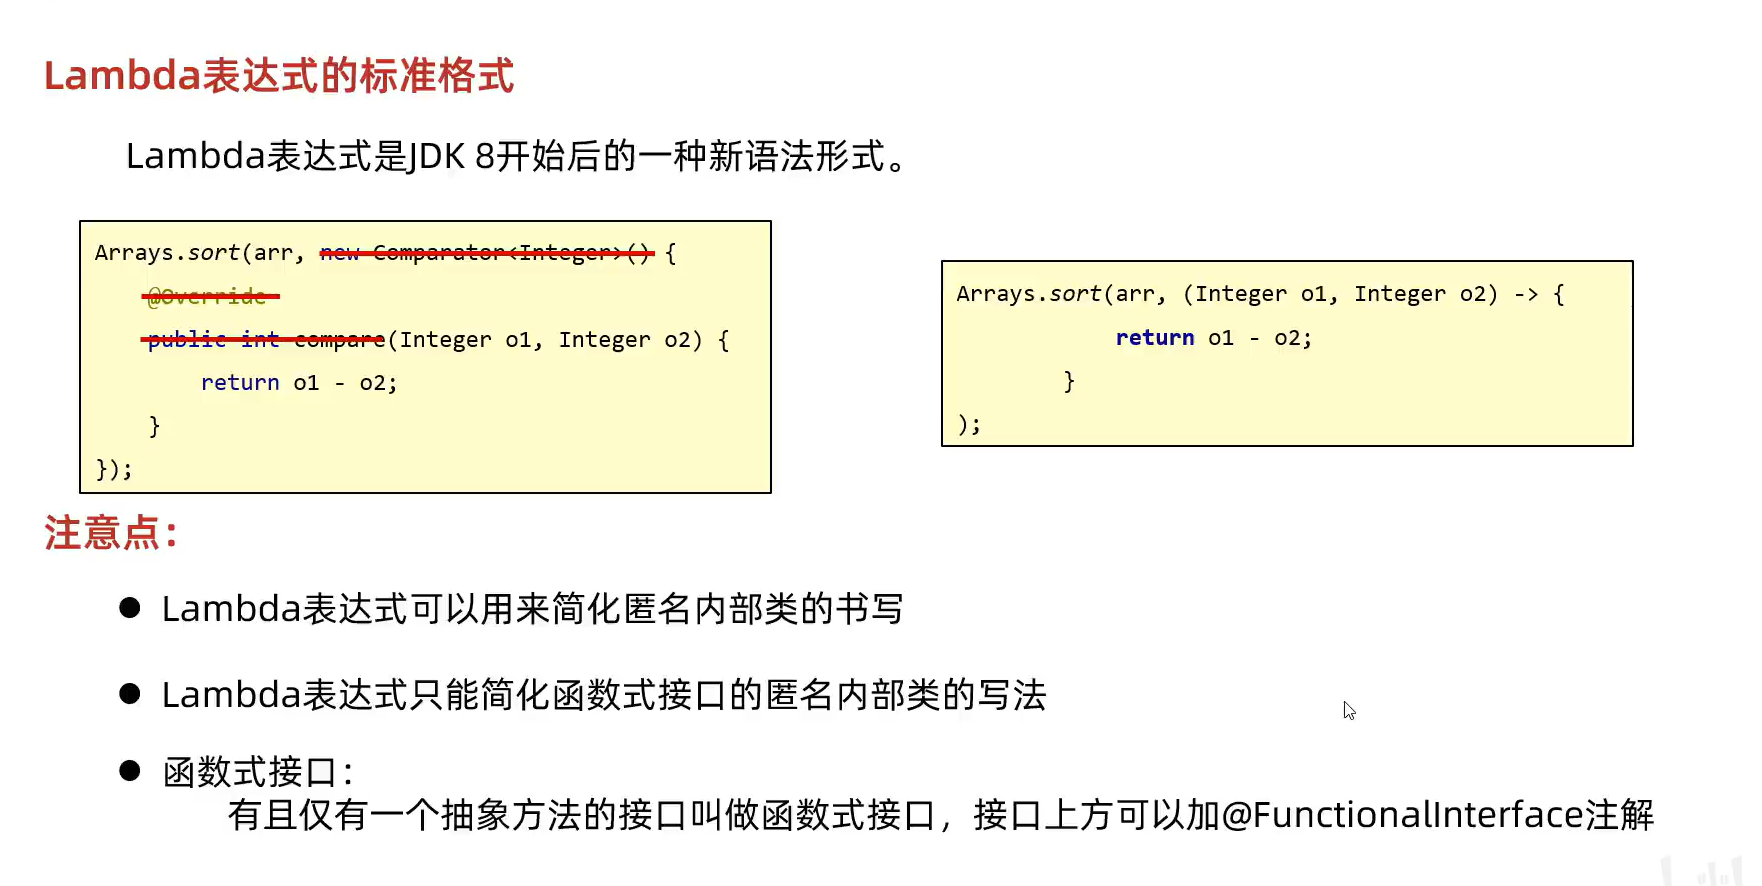 Lambda表达式的标准格式
Lambda表达式是JDK 8开始后的一种新语法形式。
Arrays.sort(arr, new Comparator<Integer>() {
@Override
public int compare(Integer o1, Integer o2) {
return o1 - o2;
}
});
Arrays.sort(arr, (Integer o1, Integer o2) -> {
return o1 - o2;
}
);
注意点：
● Lambda表达式可以用来简化匿名内部类的书写
● Lambda表达式只能简化函数式接口的匿名内部类的写法
● 函数式接口：
有且仅有一个抽象方法的接口叫做函数式接口，接口上方可以加@FunctionalInterface注解